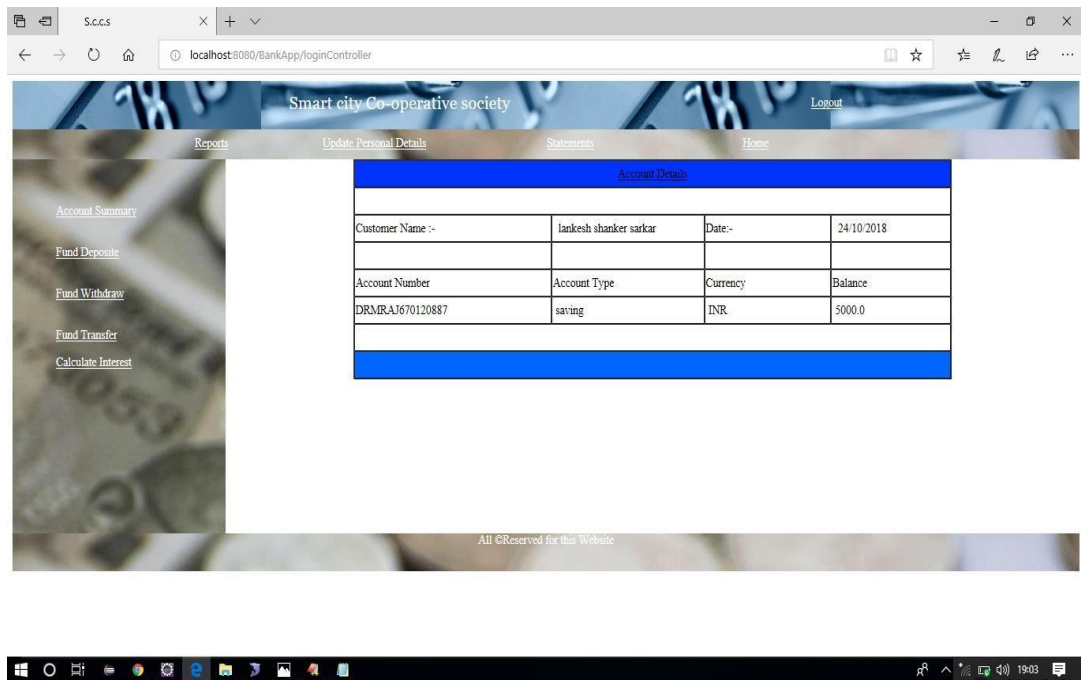 S.c.c.s
localhost:8080/BankApp/loginController
Smart city Co-operative society Logout
Reports Update Personal Details Statements Home
Account Details
Account Summary
Customer Name :- lankesh shanker sarkar Date:- 24/10/2018
Fund Deposite
Account Number Account Type Currency Balance
Fund Withdraw
DRMRAJ670120887 saving INR 5000.0
Fund Transfer
Calculate Interest
All ©Reserved for this Website
19:03